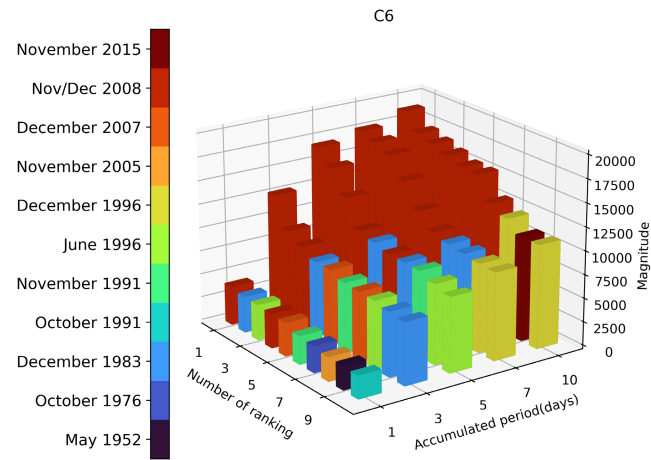 C6
November 2015
Nov/Dec 2008
December 2007
November 2005
December 1996
June 1996
November 1991
October 1991
December 1983
October 1976
May 1952
20000
17500
15000
12500
10000
7500
5000
2500
0
Magnitude
1
3
5
7
9
Number of ranking
1
3
5
7
10
Accumulated period(days)